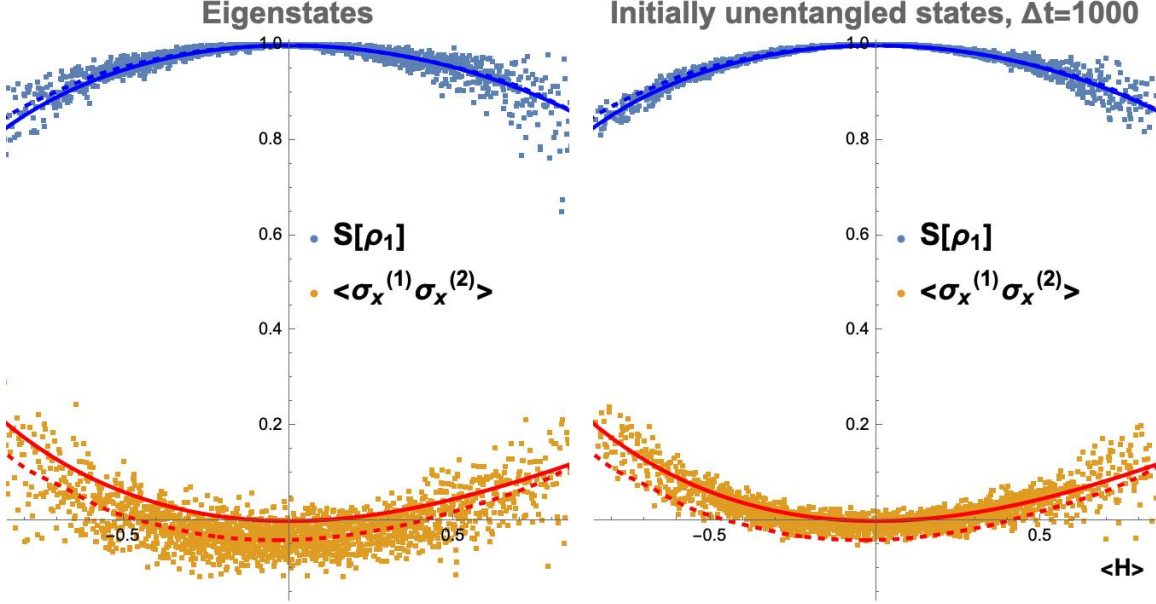 Eigenstates
1.0
0.8
0.6
S[ρ₁]
<σₓ⁽¹⁾σₓ⁽²⁾>
0.4
0.2
−0.5
0.5
Initially unentangled states, Δt=1000
1.0
0.8
0.6
S[ρ₁]
<σₓ⁽¹⁾σₓ⁽²⁾>
0.4
0.2
−0.5
0.5
<H>